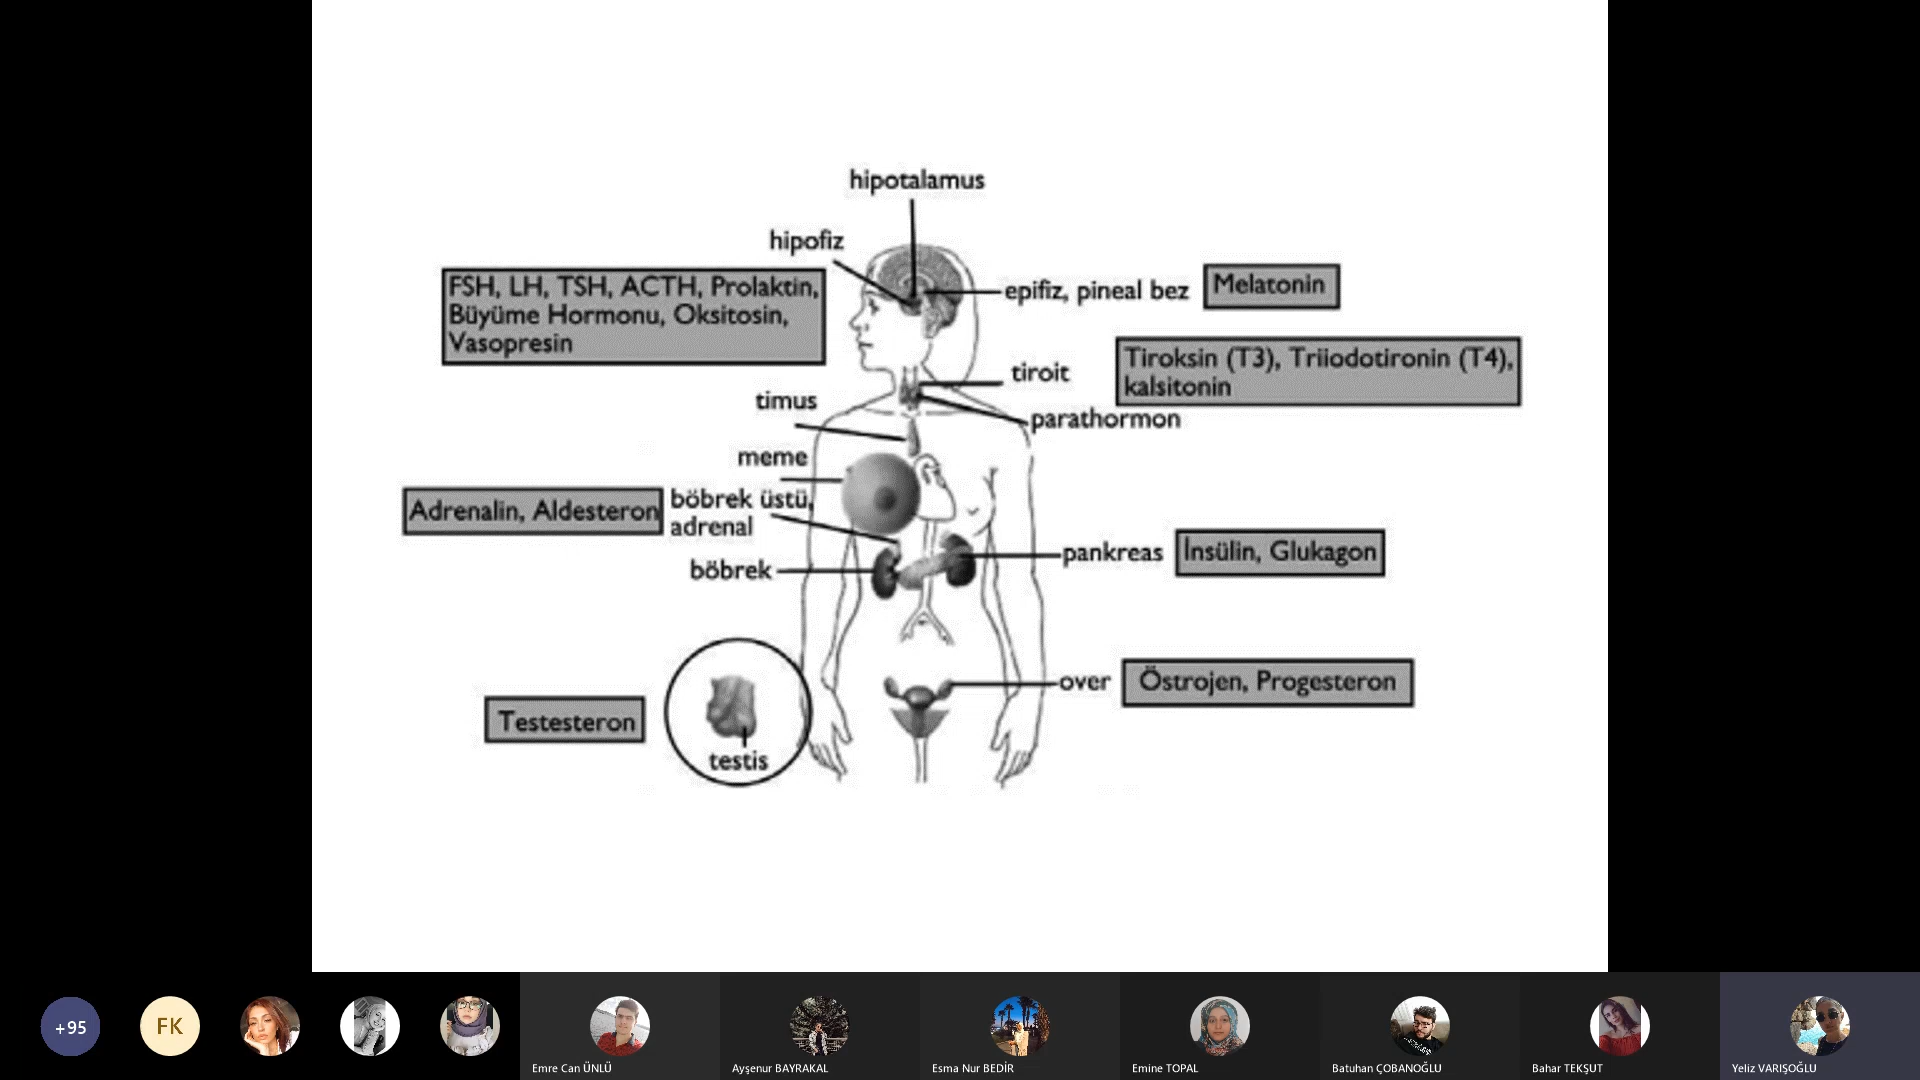 hipotalamus
hipofiz
FSH, LH, TSH, ACTH, Prolaktin,
Büyüme Hormonu, Oksitosin,
Vasopresin
epifiz, pineal bez
Melatonin
tiroit
Tiroksin (T3), Triiodotironin (T4),
kalsitonin
timus
parathormon
meme
Adrenalin, Aldesteron
böbrek üstü,
adrenal
böbrek
pankreas
İnsülin, Glukagon
over
Östrojen, Progesteron
Testesteron
testis
+95
FK
Emre Can ÜNLÜ
Ayşenur BAYRAKAL
Esma Nur BEDİR
Emine TOPAL
Batuhan ÇOBANOĞLU
Bahar TEKŞUT
Yeliz VARIŞOĞLU